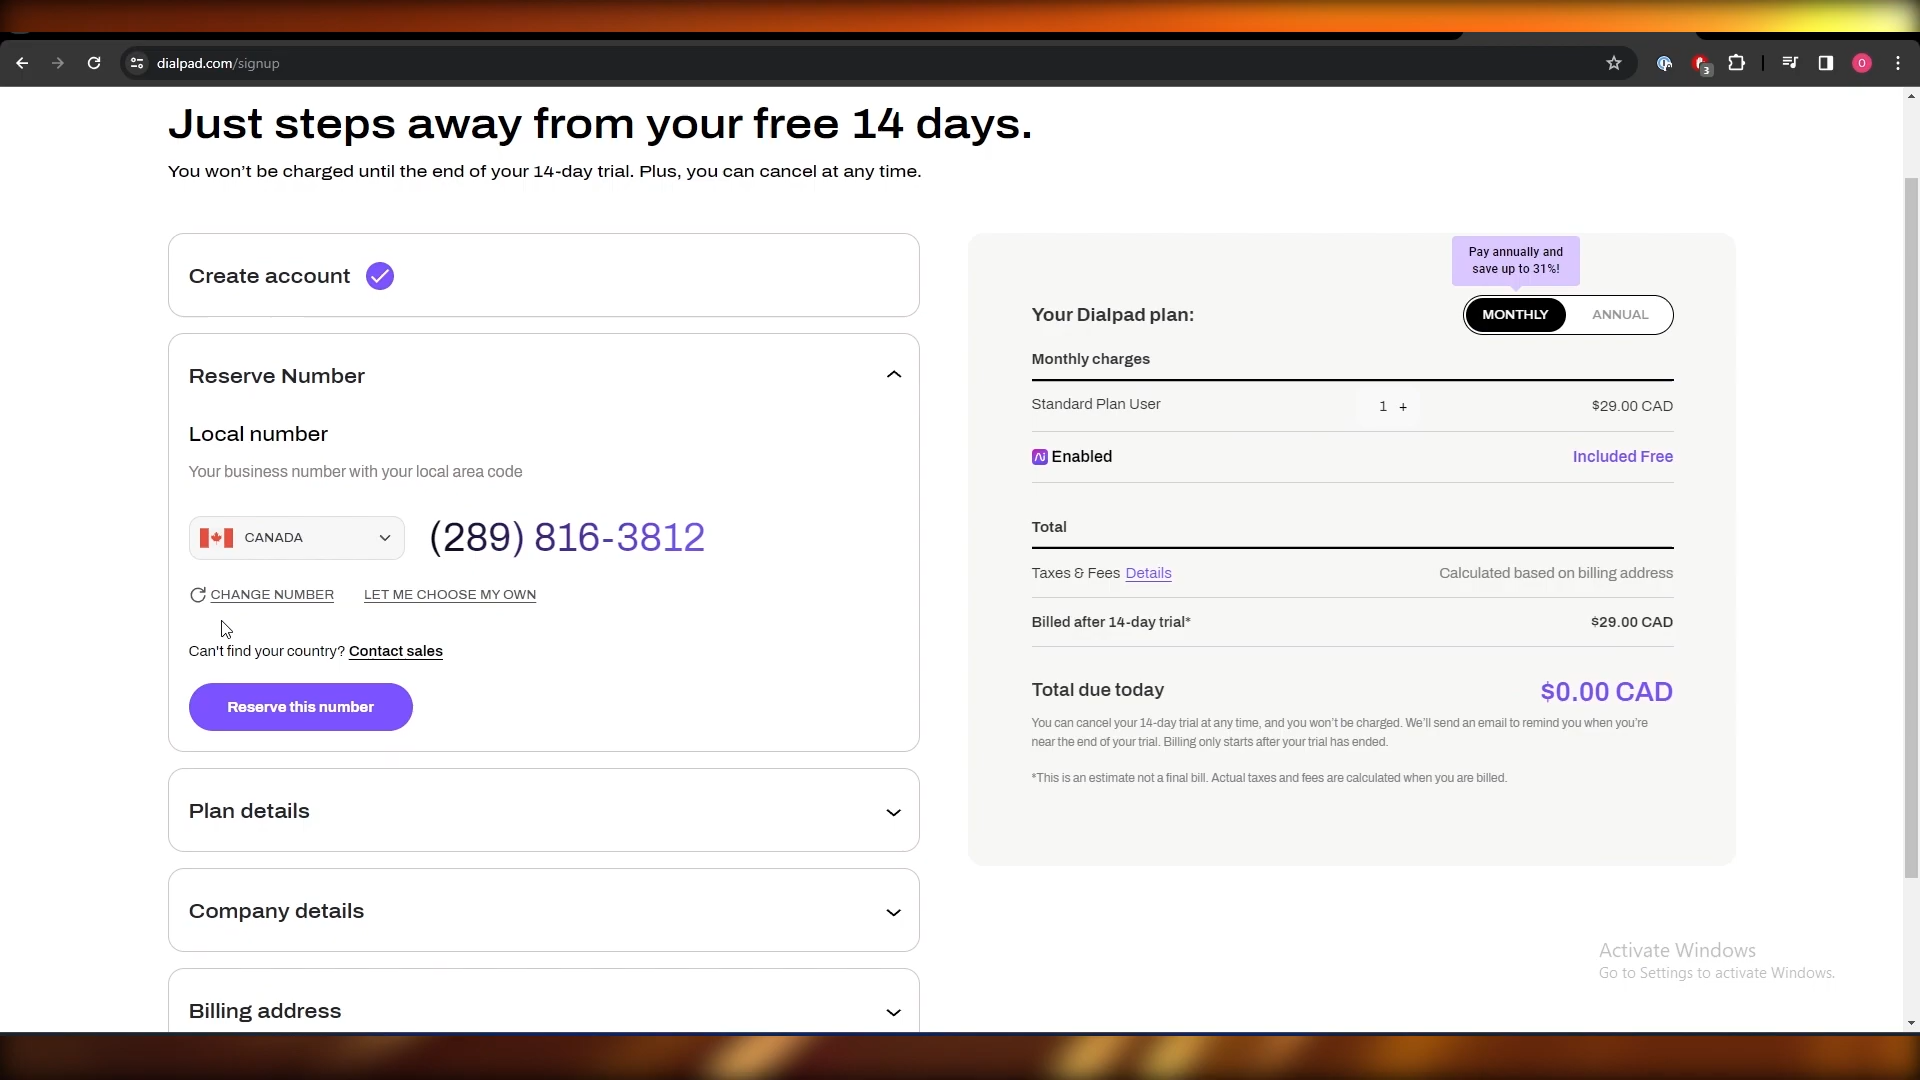 dialpad.com/signup
3
O
Just steps away from your free 14 days.
You won’t be charged until the end of your 14-day trial. Plus, you can cancel at any time.
Create account
Reserve Number
Local number
Your business number with your local area code
CANADA
(289) 816-3812
CHANGE NUMBER
LET ME CHOOSE MY OWN
Can't find your country? Contact sales
Reserve this number
Plan details
Company details
Billing address
Pay annually and
save up to 31%!
Your Dialpad plan:
MONTHLY
ANNUAL
Monthly charges
Standard Plan User
1 +
$29.00 CAD
Ai Enabled
Included Free
Total
Taxes & Fees Details
Calculated based on billing address
Billed after 14-day trial*
$29.00 CAD
Total due today
$0.00 CAD
You can cancel your 14-day trial at any time, and you won’t be charged. We’ll send an email to remind you when you’re
near the end of your trial. Billing only starts after your trial has ended.
*This is an estimate not a final bill. Actual taxes and fees are calculated when you are billed.
Activate Windows
Go to Settings to activate Windows.